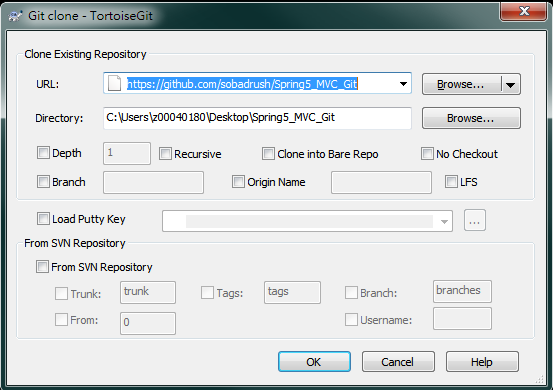 Git clone - TortoiseGit
Clone Existing Repository
URL: https://github.com/sobadrush/Spring5_MVC_Git Browse...
Directory: C:\Users\z00040180\Desktop\Spring5_MVC_Git Browse...
Depth 1 Recursive Clone into Bare Repo No Checkout
Branch Origin Name LFS
Load Putty Key ...
From SVN Repository
From SVN Repository
Trunk: trunk Tags: tags Branch: branches
From: 0 Username:
OK Cancel Help